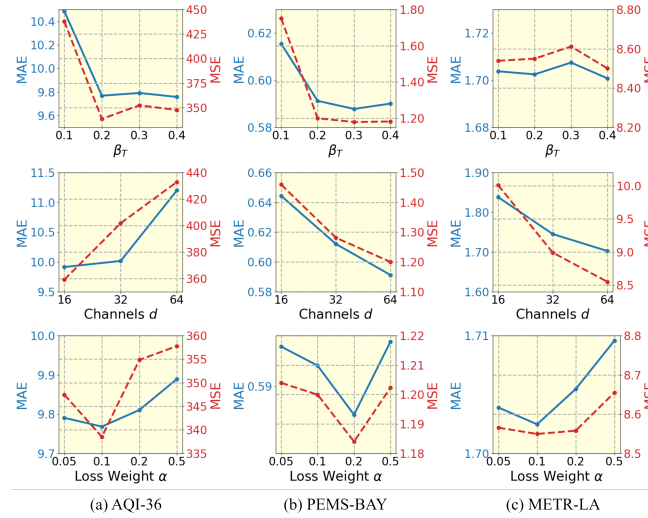 10.4
10.2
10.0
9.8
9.6
MAE
450
425
400
375
350
MSE
0.1 0.2 0.3 0.4
β_T
0.62
0.60
0.58
MAE
1.80
1.60
1.40
1.20
MSE
0.1 0.2 0.3 0.4
β_T
1.72
1.70
1.68
MAE
8.80
8.60
8.40
8.20
MSE
0.1 0.2 0.3 0.4
β_T
11.5
11.0
10.5
10.0
9.5
MAE
440
420
400
380
360
MSE
16 32 64
Channels d
0.66
0.64
0.62
0.60
0.58
MAE
1.50
1.40
1.30
1.20
1.10
MSE
16 32 64
Channels d
1.90
1.80
1.70
1.60
MAE
10.0
9.5
9.0
8.5
MSE
16 32 64
Channels d
10.0
9.9
9.8
9.7
MAE
360
355
350
345
340
335
MSE
0.05 0.1 0.2 0.5
Loss Weight α
0.59
MAE
1.22
1.21
1.20
1.19
1.18
MSE
0.05 0.1 0.2 0.5
Loss Weight α
1.71
1.70
MAE
8.8
8.7
8.6
8.5
MSE
0.05 0.1 0.2 0.5
Loss Weight α
(a) AQI-36
(b) PEMS-BAY
(c) METR-LA